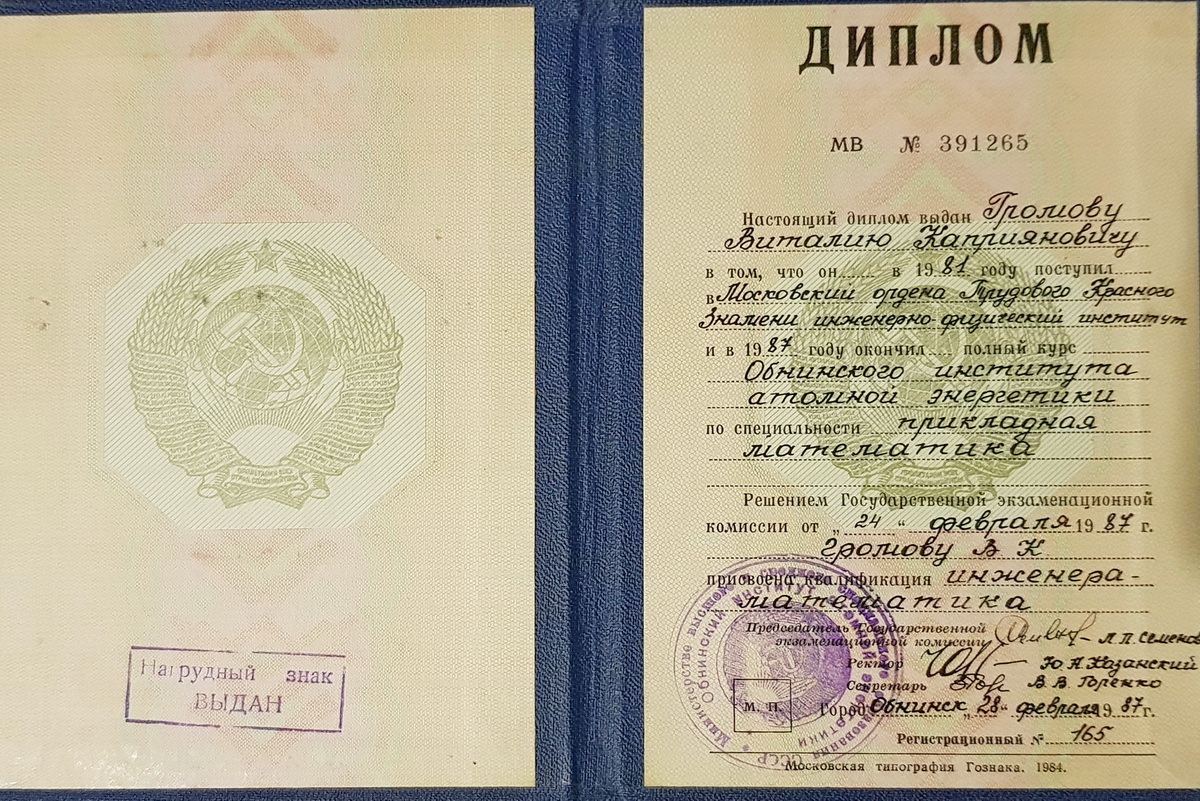 Нагрудный знак
ВЫДАН
ДИПЛОМ
МВ № 391265
Настоящий диплом выдан Громову
Виталию Каприяновичу
в том, что он в 1981 году поступил
в Московский ордена Трудового Красного
Знамени инженерно-физический институт
и в 1987 году окончил полный курс
Обнинского института
атомной энергетики
по специальности прикладная
математика
Решением Государственной экзаменационной
комиссии от „24“ февраля 1987 г.
Громову В К
присвоена квалификация инженера-
математика
Председатель Государственной
экзаменационной комиссии Л.П. Семенов
Ректор Ю А Казанский
Секретарь В. В. Горенко
М. П.
Город Обнинск „28“ февраля 1987 г.
Регистрационный № 165
Московская типография Гознака. 1984.